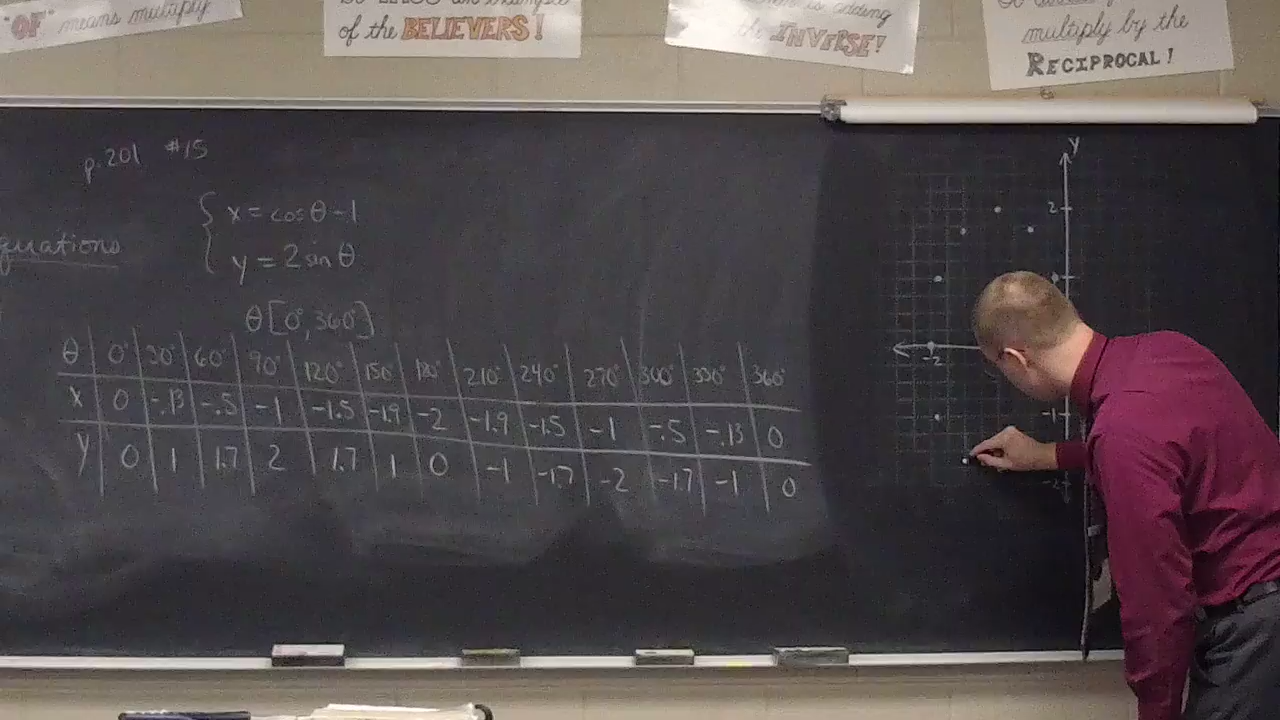 "OF" means multiply
of the BELIEVERS!
is adding
the INVERSE!
multiply by the
RECIPROCAL!
p.201 #15
quations
x = cos θ - 1
y = 2 sin θ
θ[0°, 360°]
θ 0° 30° 60° 90° 120° 150° 180° 210° 240° 270° 300° 330° 360°
x 0 -.13 -.5 -1 -1.5 -1.9 -2 -1.9 -1.5 -1 -.5 -.13 0
y 0 1 1.7 2 1.7 1 0 -1 -1.7 -2 -1.7 -1 0
y
2
-2
-1
-2